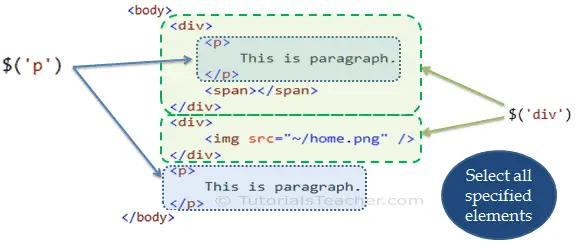 <body>
<div>
<p>
This is paragraph.
</p>
<span></span>
</div>
<div>
<img src="~/home.png" />
</div>
<p>
This is paragraph.
</p>
</body>
$('p')
$('div')
Select all
specified
elements
© TutorialsTeacher.com